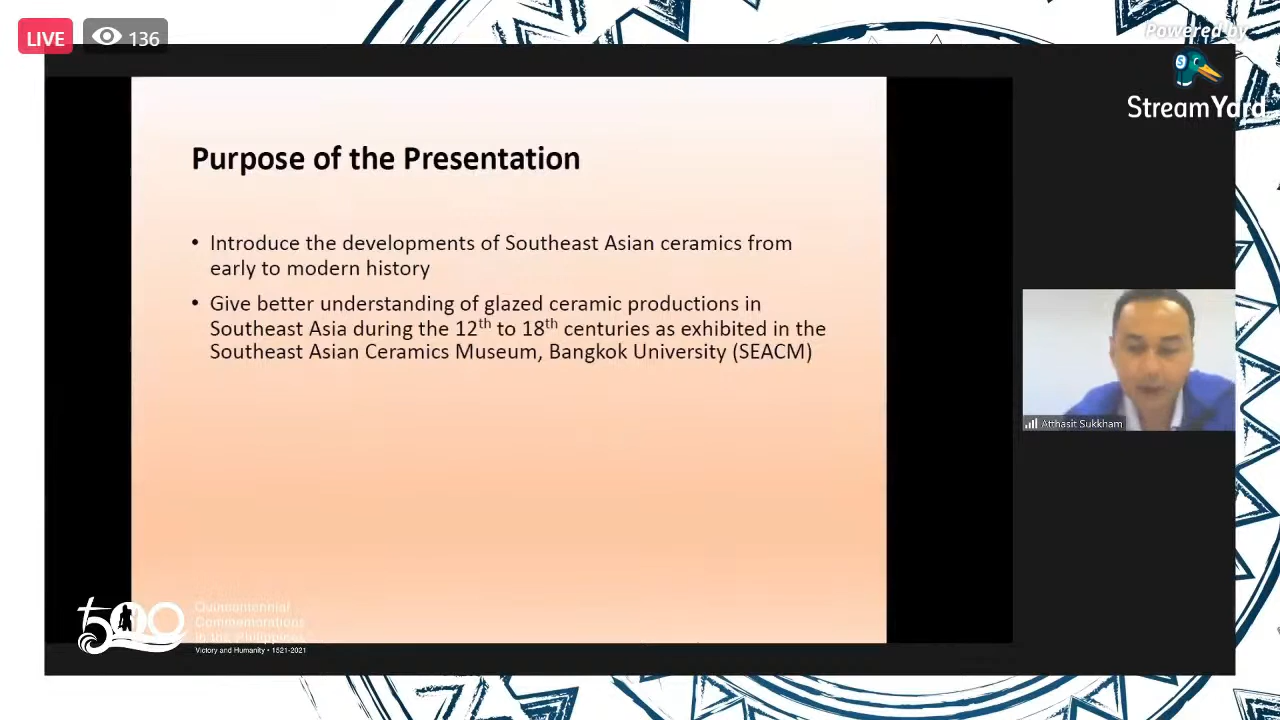 LIVE
136
Powered by
StreamYard
Purpose of the Presentation
• Introduce the developments of Southeast Asian ceramics from
early to modern history
• Give better understanding of glazed ceramic productions in
Southeast Asia during the 12th to 18th centuries as exhibited in the
Southeast Asian Ceramics Museum, Bangkok University (SEACM)
Atthasit Sukkham
500
Quincentennial
Commemorations
in the Philippines
Victory and Humanity • 1521-2021